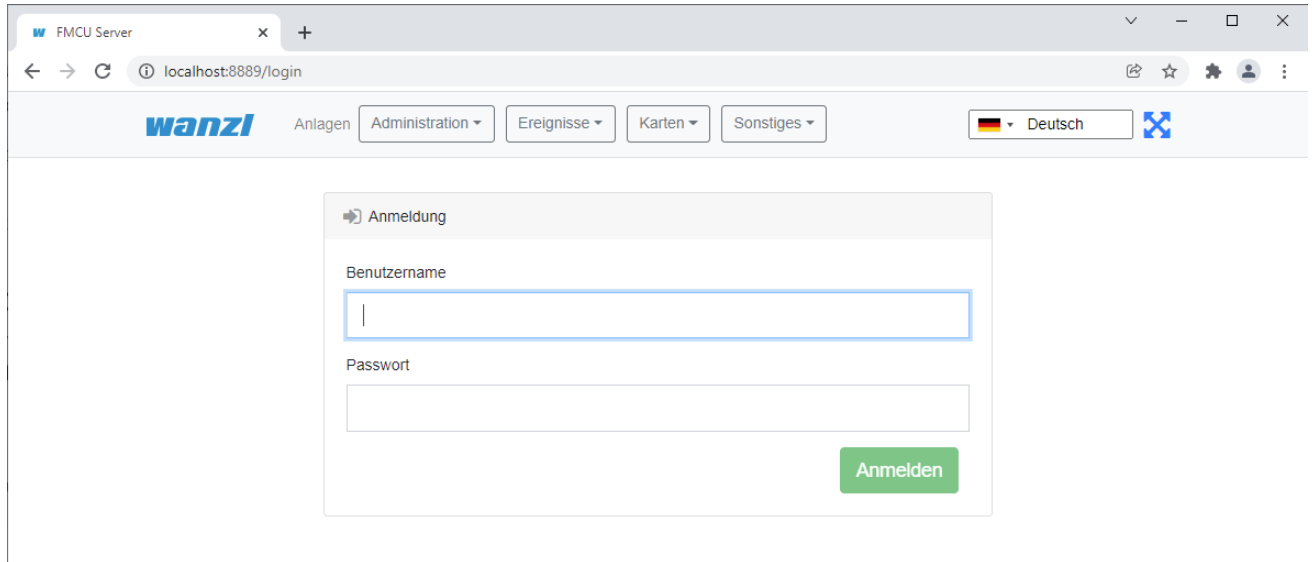 FMCU Server
localhost:8889/login
wanzl Anlagen Administration Ereignisse Karten Sonstiges Deutsch
Anmeldung
Benutzername
Passwort
Anmelden